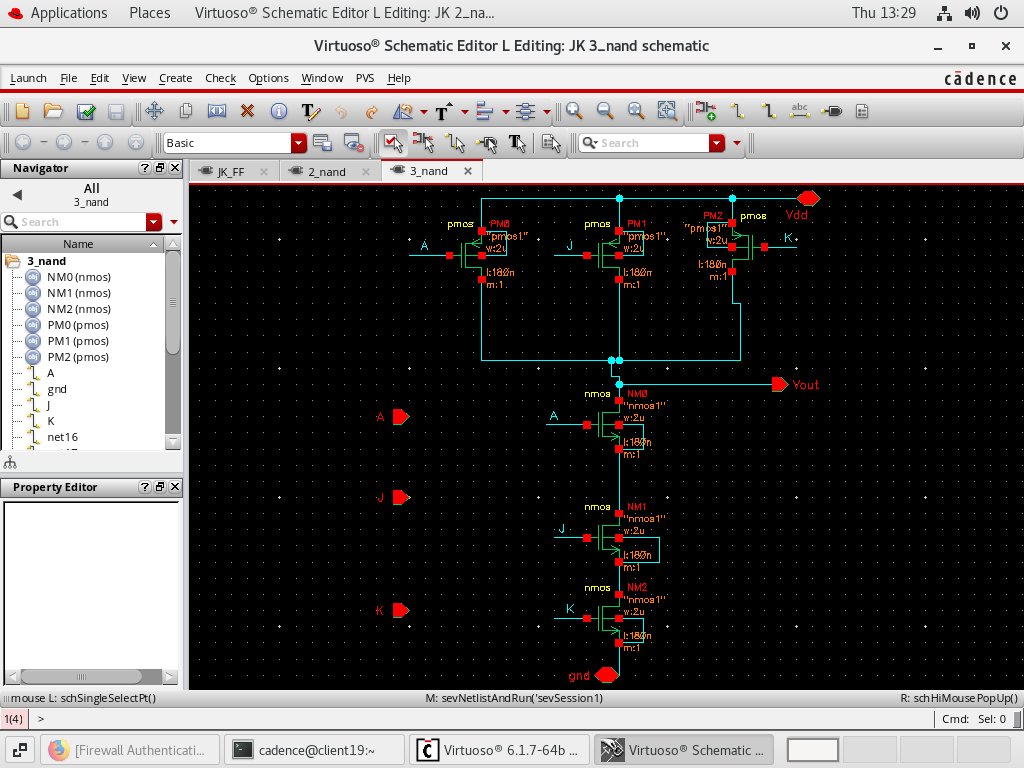 Applications Places Virtuoso® Schematic Editor L Editing: JK 2_na... Thu 13:29
Virtuoso® Schematic Editor L Editing: JK 3_nand schematic
Launch File Edit View Create Check Options Window PVS Help cādence
abc
Basic Search
Navigator ? JK_FF 2_nand 3_nand
All
3_nand
Search
Name
3_nand
NM0 (nmos)
NM1 (nmos)
NM2 (nmos)
PM0 (pmos)
PM1 (pmos)
PM2 (pmos)
A
gnd
J
K
net16
Property Editor ?
Vdd
pmos PM0 pmos PM1 PM2 pmos
"pmos1" "pmos1" "pmos1"
A w:2u J w:2u w:2u K
l:180n l:180n l:180n
m:1 m:1 m:1
Vout
nmos NM0
"nmos1"
A A w:2u
l:180n
m:1
J
nmos NM1
"nmos1"
J w:2u
l:180n
m:1
nmos NM2
"nmos1"
K K w:2u
l:180n
m:1
gnd
mouse L: schSingleSelectPt() M: sevNetlistAndRun('sevSession1) R: schHiMousePopUp()
1(4) > Cmd: Sel: 0
[Firewall Authenticati... cadence@client19:~ Virtuoso® 6.1.7-64b ... Virtuoso® Schematic ...